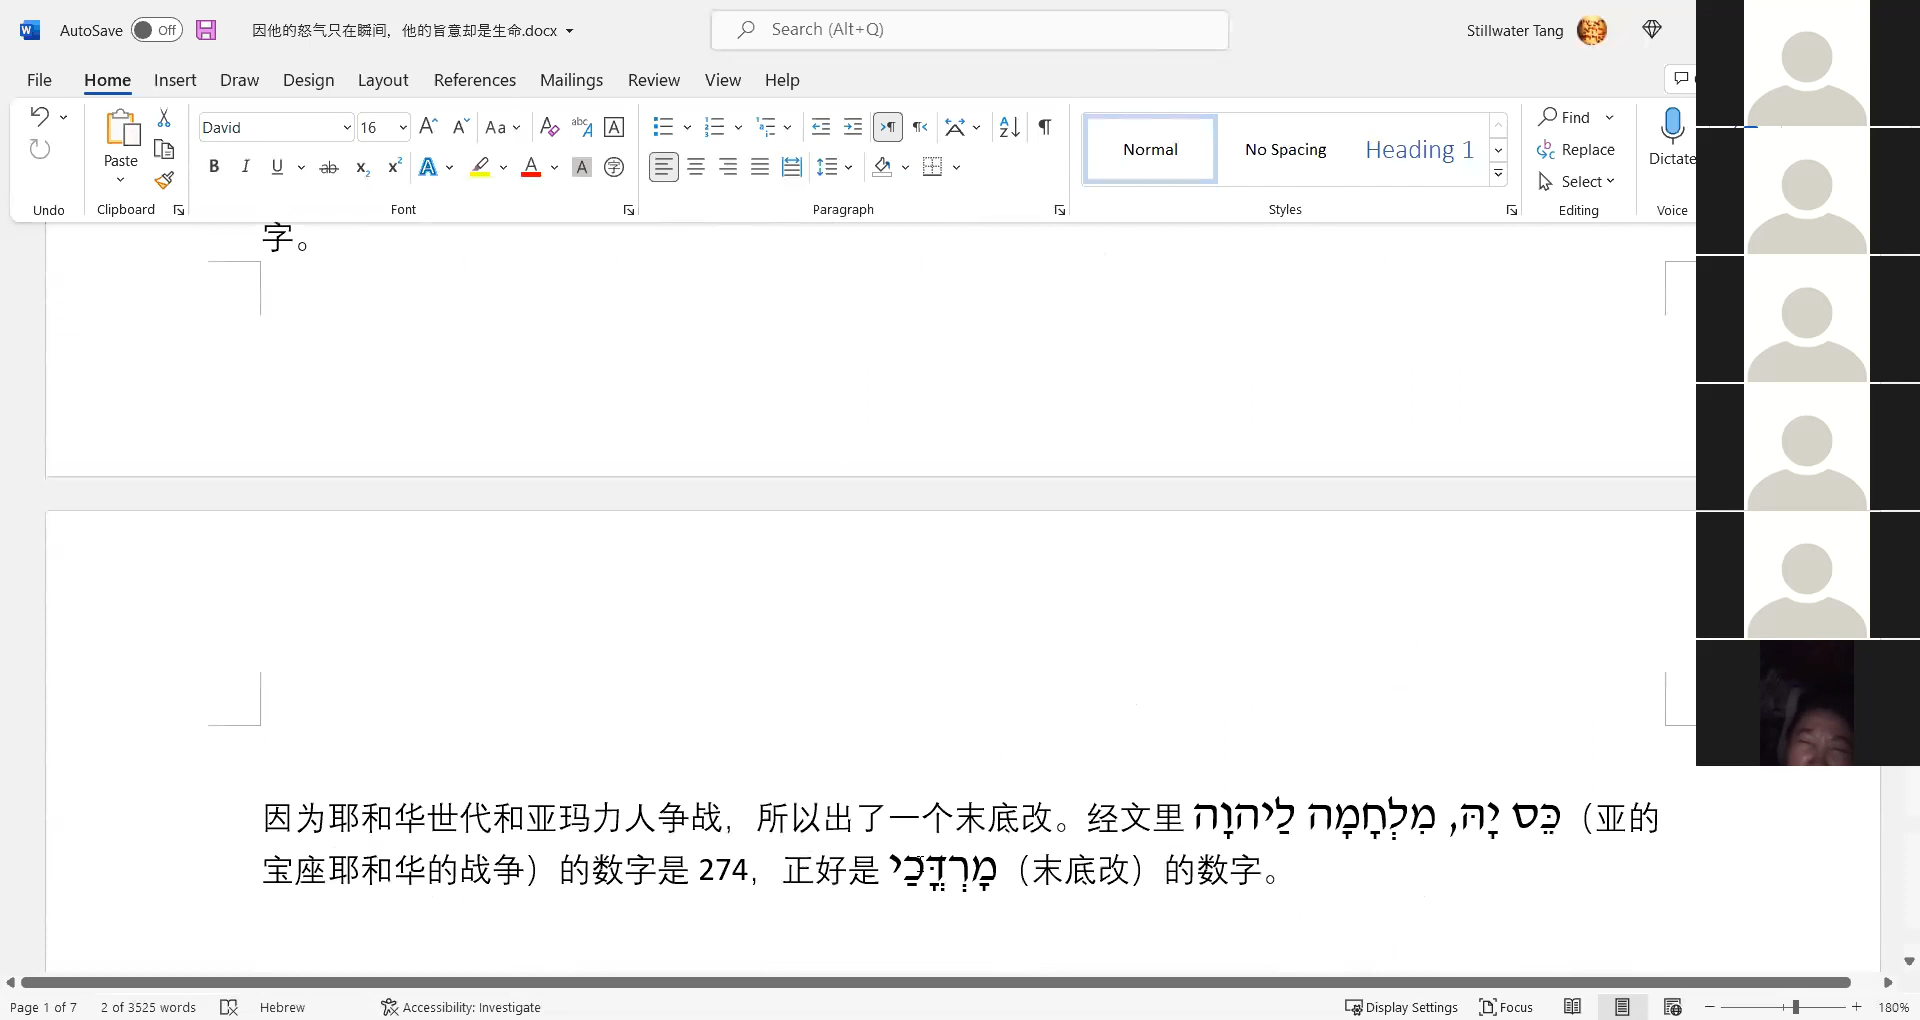 AutoSave Off 因他的怒气只在瞬间，他的旨意却是生命.docx Search (Alt+Q) Stillwater Tang
File Home Insert Draw Design Layout References Mailings Review View Help
David 16 Aa Find
Paste Normal No Spacing Heading 1 Replace Dictate
B I U ab x₂ x² A A A 字 Select
Undo Clipboard Font Paragraph Styles Editing Voice
字。
因为耶和华世代和亚玛力人争战，所以出了一个末底改。经文里 כֵּס יָהּ, מִלְחָמָה לַיהוָה（亚的
宝座耶和华的战争）的数字是 274，正好是 מָרְדֳּכַי（末底改）的数字。
Page 1 of 7 2 of 3525 words Hebrew Accessibility: Investigate Display Settings Focus 180%